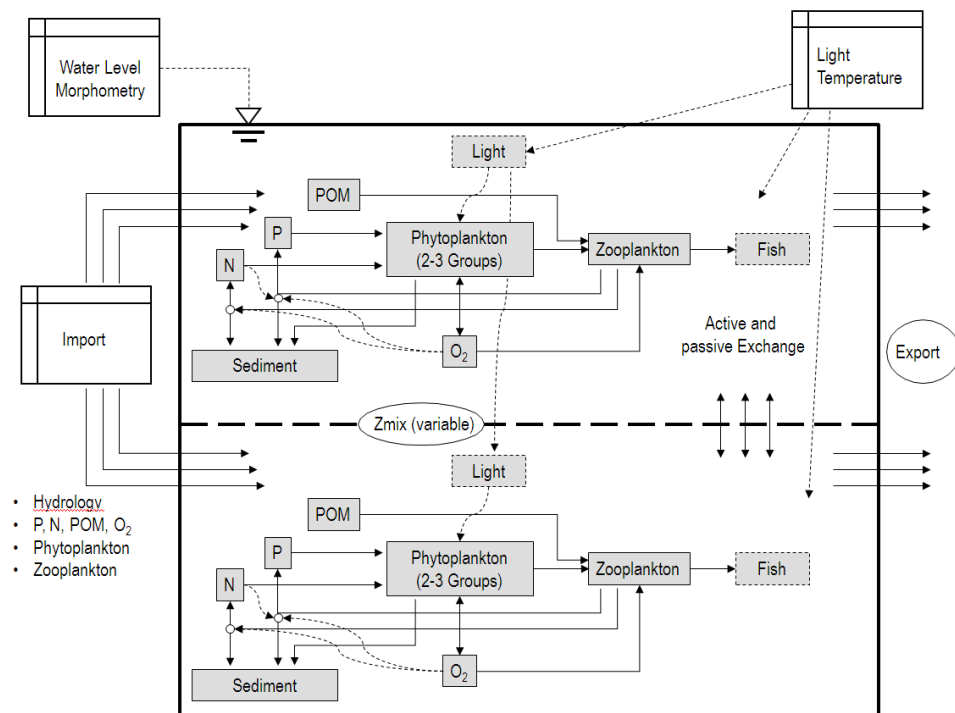 Water Level
Morphometry
Light
Temperature
Light
POM
P
Phytoplankton
(2-3 Groups)
Zooplankton
Fish
N
Import
Active and
passive Exchange
Sediment
O₂
Export
Zmix (variable)
Light
• Hydrology
• P, N, POM, O₂
• Phytoplankton
• Zooplankton
POM
P
Phytoplankton
(2-3 Groups)
Zooplankton
Fish
N
Sediment
O₂